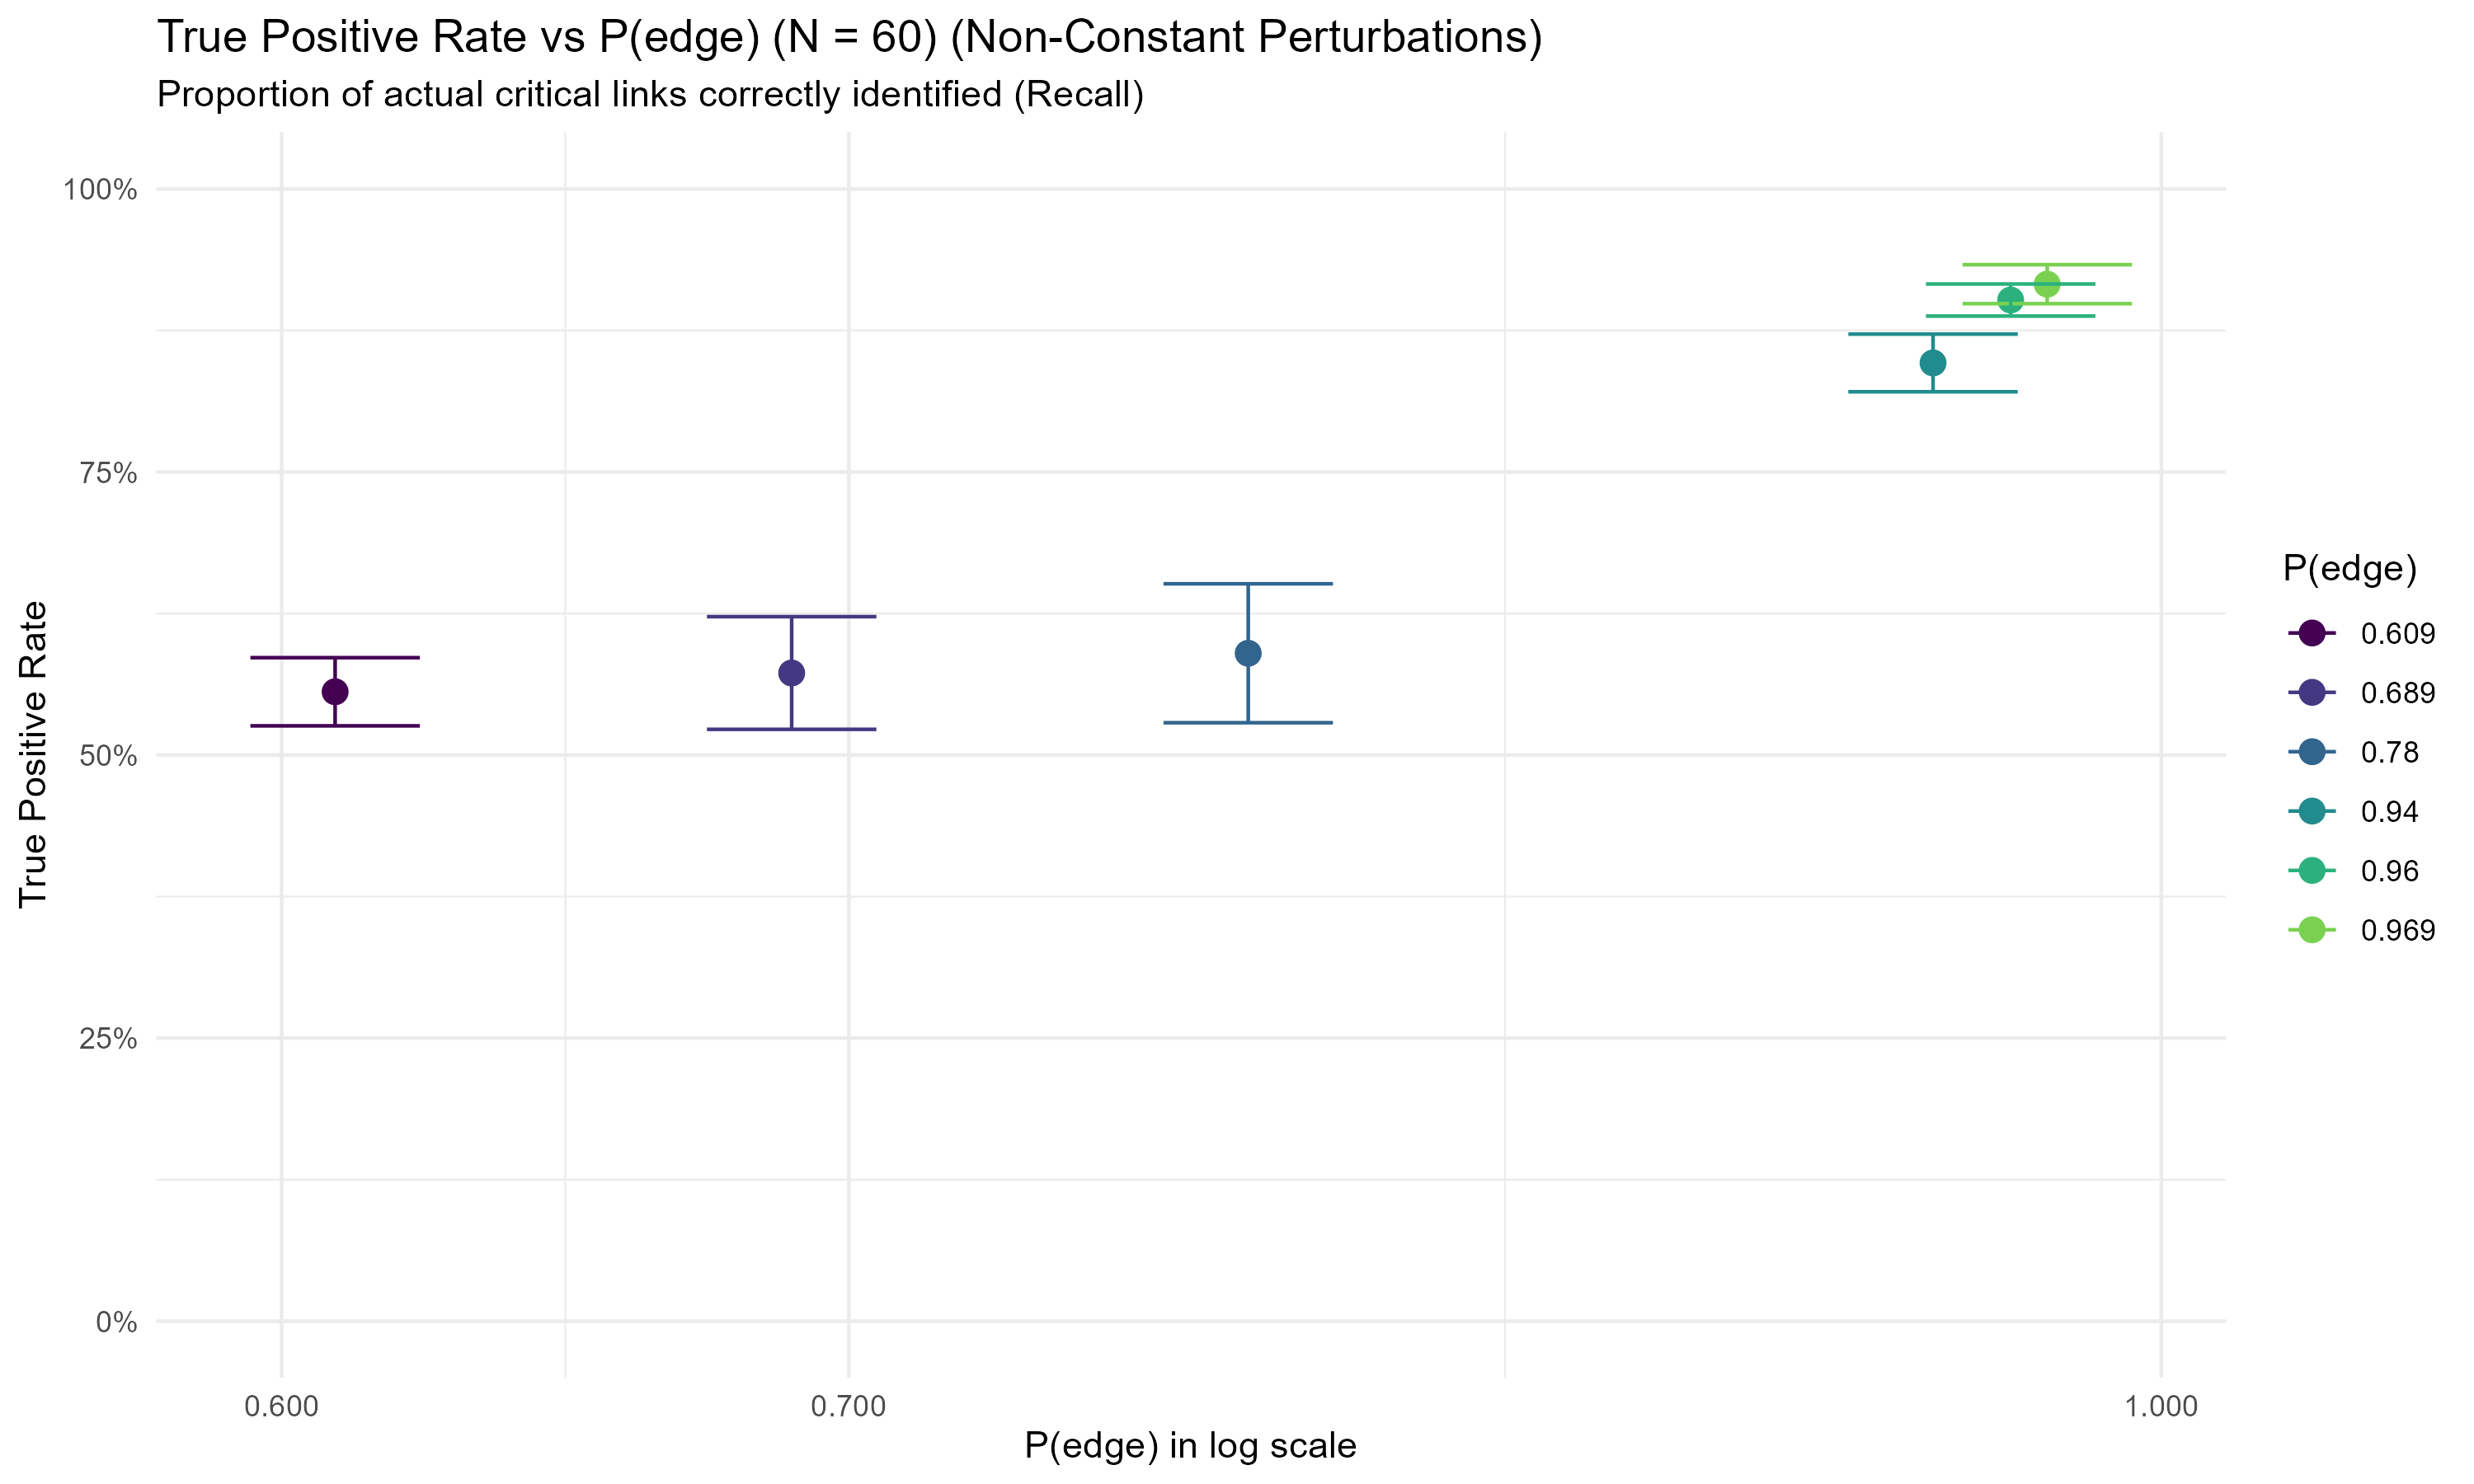 True Positive Rate vs P(edge) (N = 60) (Non-Constant Perturbations)
Proportion of actual critical links correctly identified (Recall)
True Positive Rate
100%
75%
50%
25%
0%
0.600
0.700
1.000
P(edge) in log scale
P(edge)
0.609
0.689
0.78
0.94
0.96
0.969